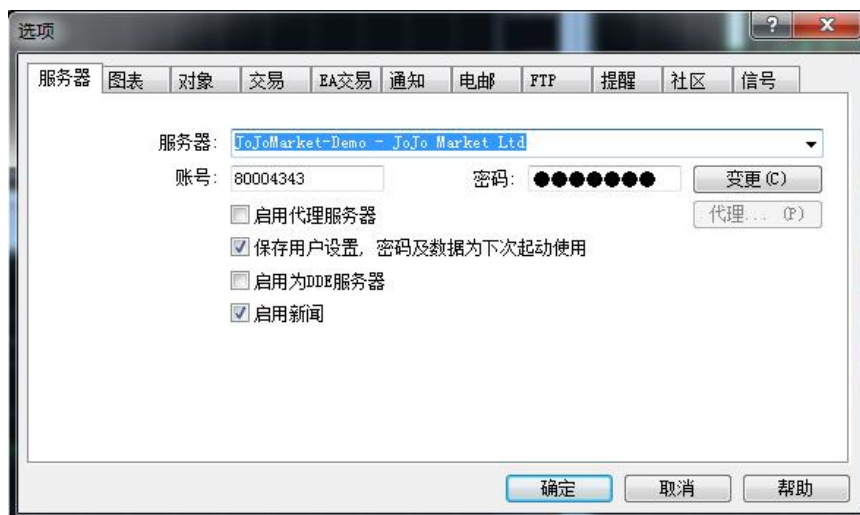 选项
服务器 图表 对象 交易 EA交易 通知 电邮 FTP 提醒 社区 信号
服务器: JoJoMarket-Demo - JoJo Market Ltd
账号: 80004343 密码: ●●●●●●● 变更(C)
启用代理服务器 代理... (P)
保存用户设置, 密码及数据为下次起动使用
启用为DDE服务器
启用新闻
确定 取消 帮助